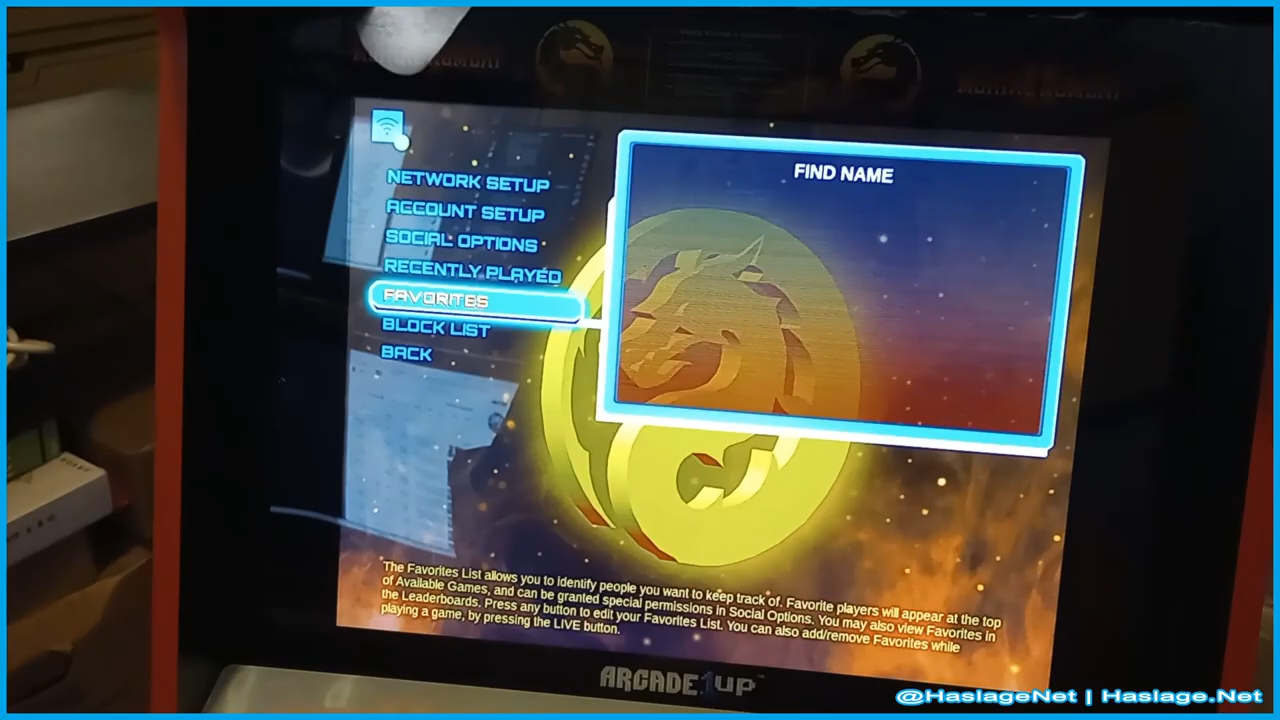 MORTAL KOMBAT
NETWORK SETUP
ACCOUNT SETUP
SOCIAL OPTIONS
RECENTLY PLAYED
FAVORITES
BLOCK LIST
BACK
FIND NAME
The Favorites List allows you to identify people you want to keep track of. Favorite players will appear at the top
of Available Games, and can be granted special permissions in Social Options. You may also view Favorites in
the Leaderboards. Press any button to edit your Favorites List. You can also add/remove Favorites while
playing a game, by pressing the LIVE button.
ARCADE1UP™
@HaslageNet | Haslage.Net